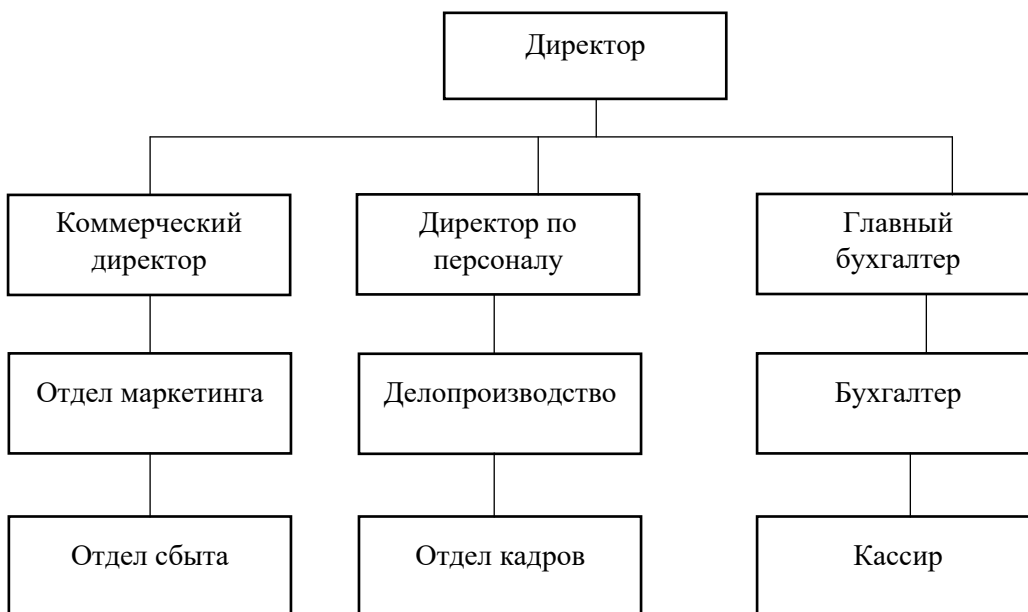 Директор
Коммерческий
директор
Директор по
персоналу
Главный
бухгалтер
Отдел маркетинга
Делопроизводство
Бухгалтер
Отдел сбыта
Отдел кадров
Кассир